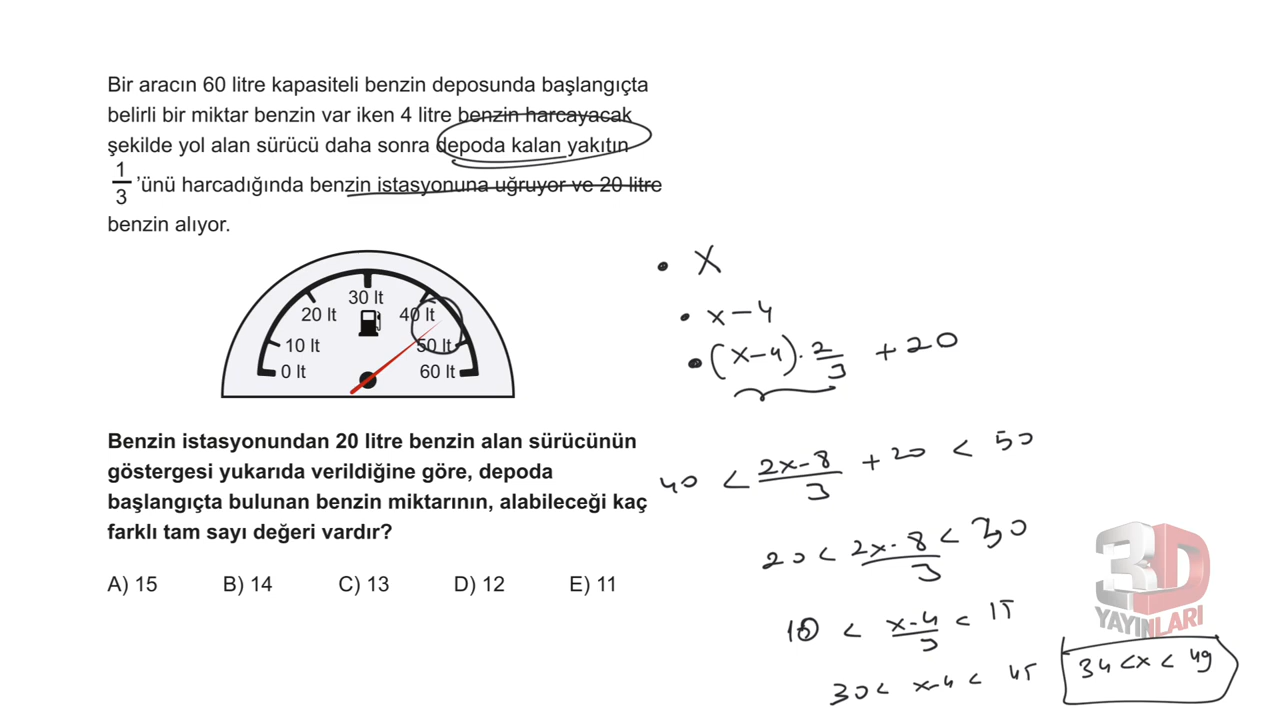 Bir aracın 60 litre kapasiteli benzin deposunda başlangıçta
belirli bir miktar benzin var iken 4 litre benzin harcayacak
şekilde yol alan sürücü daha sonra depoda kalan yakıtın
1/3 'ünü harcadığında benzin istasyonuna uğruyor ve 20 litre
benzin alıyor.
0 lt
10 lt
20 lt
30 lt
40 lt
50 lt
60 lt
Benzin istasyonundan 20 litre benzin alan sürücünün
göstergesi yukarıda verildiğine göre, depoda
başlangıçta bulunan benzin miktarının, alabileceği kaç
farklı tam sayı değeri vardır?
A) 15 B) 14 C) 13 D) 12 E) 11
• x
• x-4
• (x-4) . 2/3 + 20
40 < (2x-8)/3 + 20 < 50
20 < (2x-8)/3 < 30
10 < (x-4)/3 < 15
30 < x-4 < 45
34 < x < 49
3D
YAYINLARI